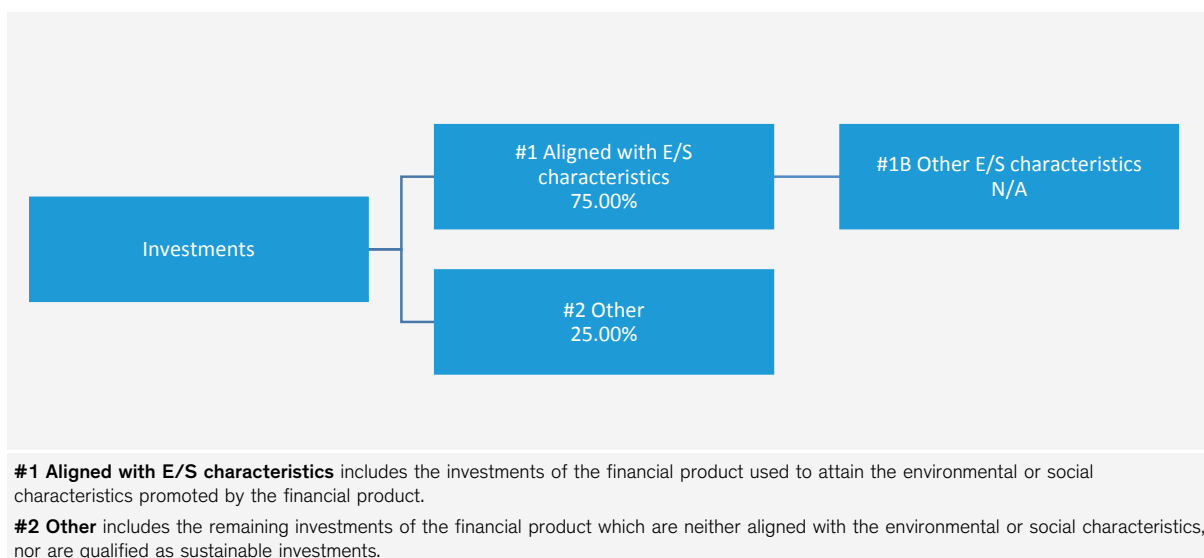 #1 Aligned with E/S
characteristics
75.00%
#1B Other E/S characteristics
N/A
Investments
#2 Other
25.00%
#1 Aligned with E/S characteristics includes the investments of the financial product used to attain the environmental or social
characteristics promoted by the financial product.
#2 Other includes the remaining investments of the financial product which are neither aligned with the environmental or social characteristics,
nor are qualified as sustainable investments.